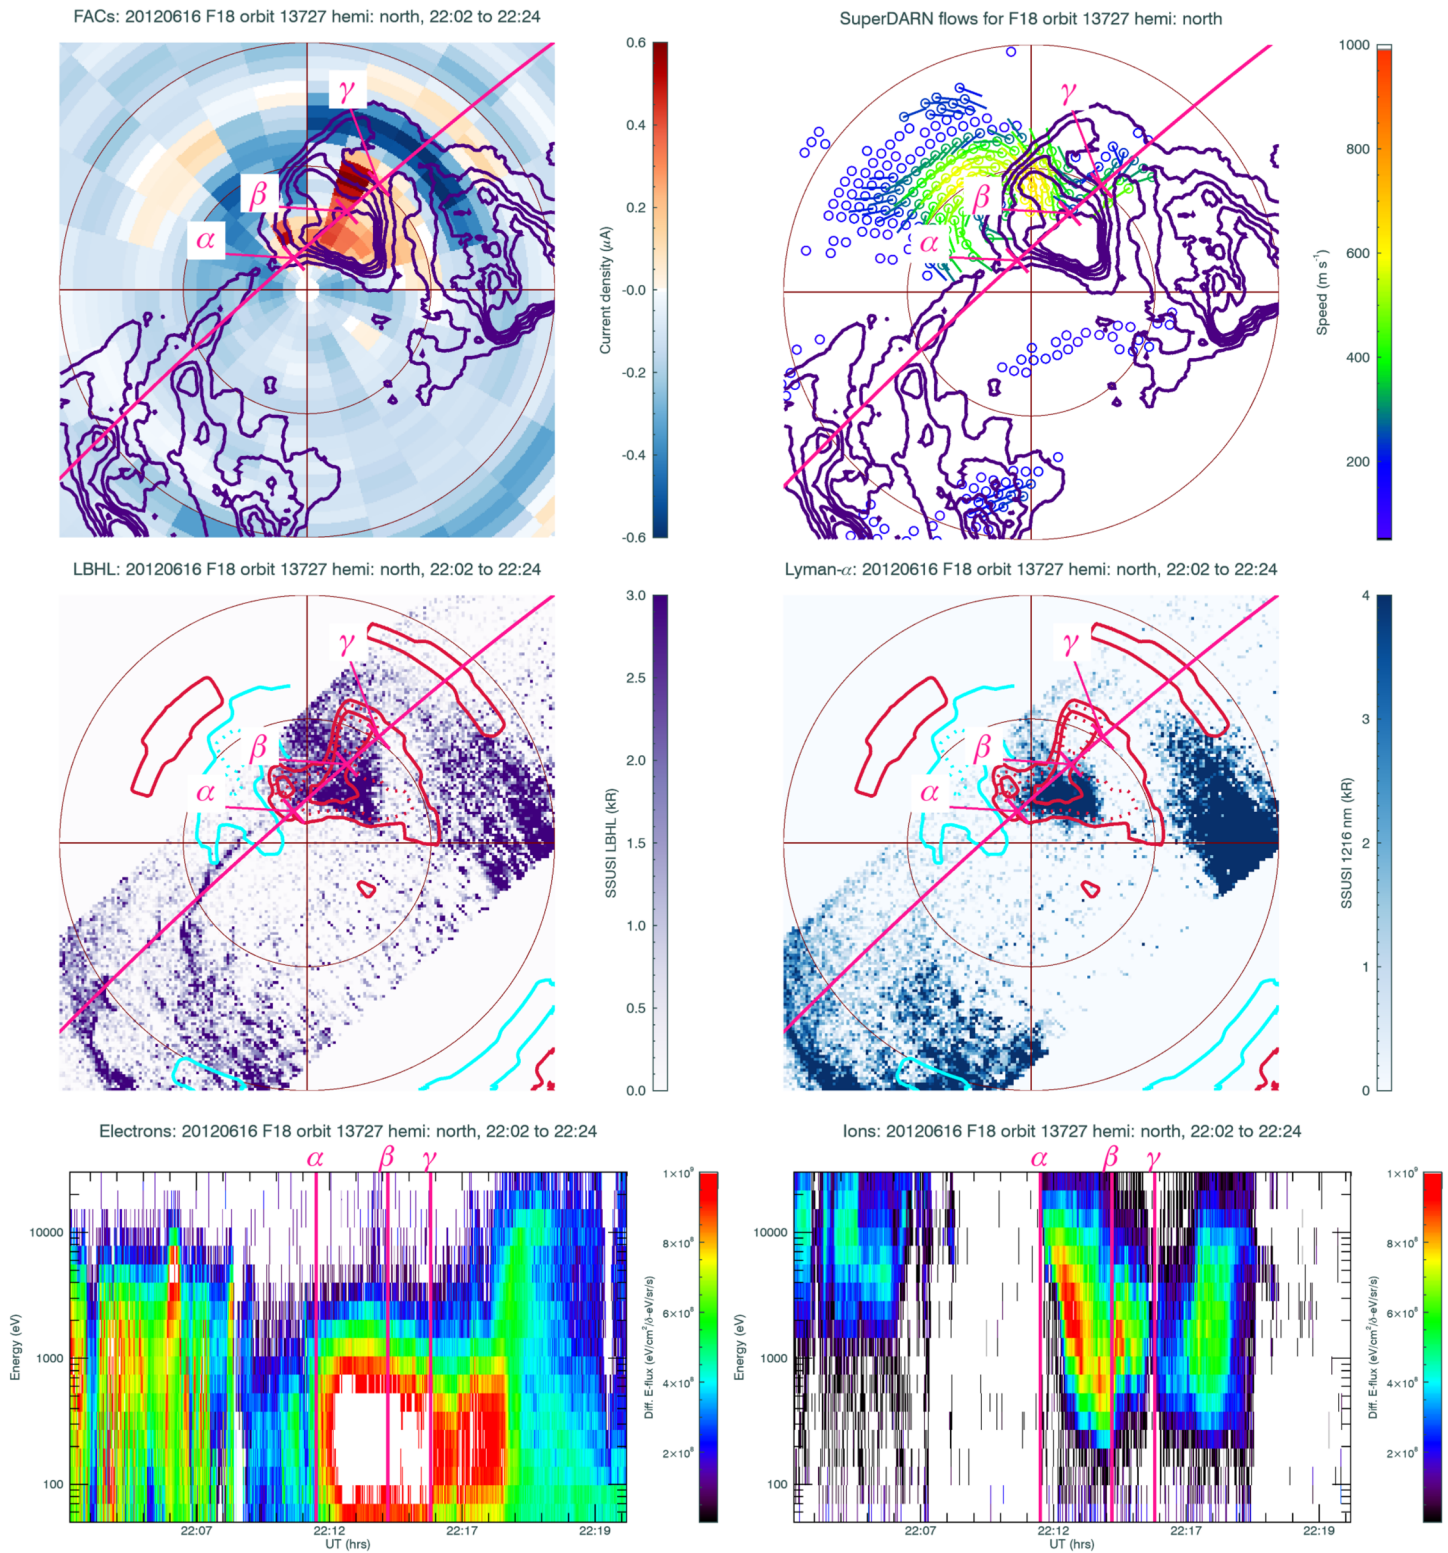 FACs: 20120616 F18 orbit 13727 hemi: north, 22:02 to 22:24
γ
β
α
0.6
0.4
0.2
-0.0
-0.2
-0.4
-0.6
Current density (μA)
SuperDARN flows for F18 orbit 13727 hemi: north
γ
β
α
1000
800
600
400
200
Speed (m s⁻¹)
LBHL: 20120616 F18 orbit 13727 hemi: north, 22:02 to 22:24
γ
β
α
3.0
2.5
2.0
1.5
1.0
0.5
0.0
SSUSI LBHL (kR)
Lyman-α: 20120616 F18 orbit 13727 hemi: north, 22:02 to 22:24
γ
β
α
4
3
2
1
0
SSUSI 1216 nm (kR)
Electrons: 20120616 F18 orbit 13727 hemi: north, 22:02 to 22:24
α β γ
10000
1000
100
Energy (eV)
22:07 22:12 22:17 22:19
UT (hrs)
1×10⁹
8×10⁸
6×10⁸
4×10⁸
2×10⁸
Diff. E-flux (eV/cm²/δ-eV/sr/s)
Ions: 20120616 F18 orbit 13727 hemi: north, 22:02 to 22:24
α β γ
10000
1000
100
Energy (eV)
22:07 22:12 22:17 22:19
UT (hrs)
1×10⁹
8×10⁸
6×10⁸
4×10⁸
2×10⁸
Diff. E-flux (eV/cm²/δ-eV/sr/s)